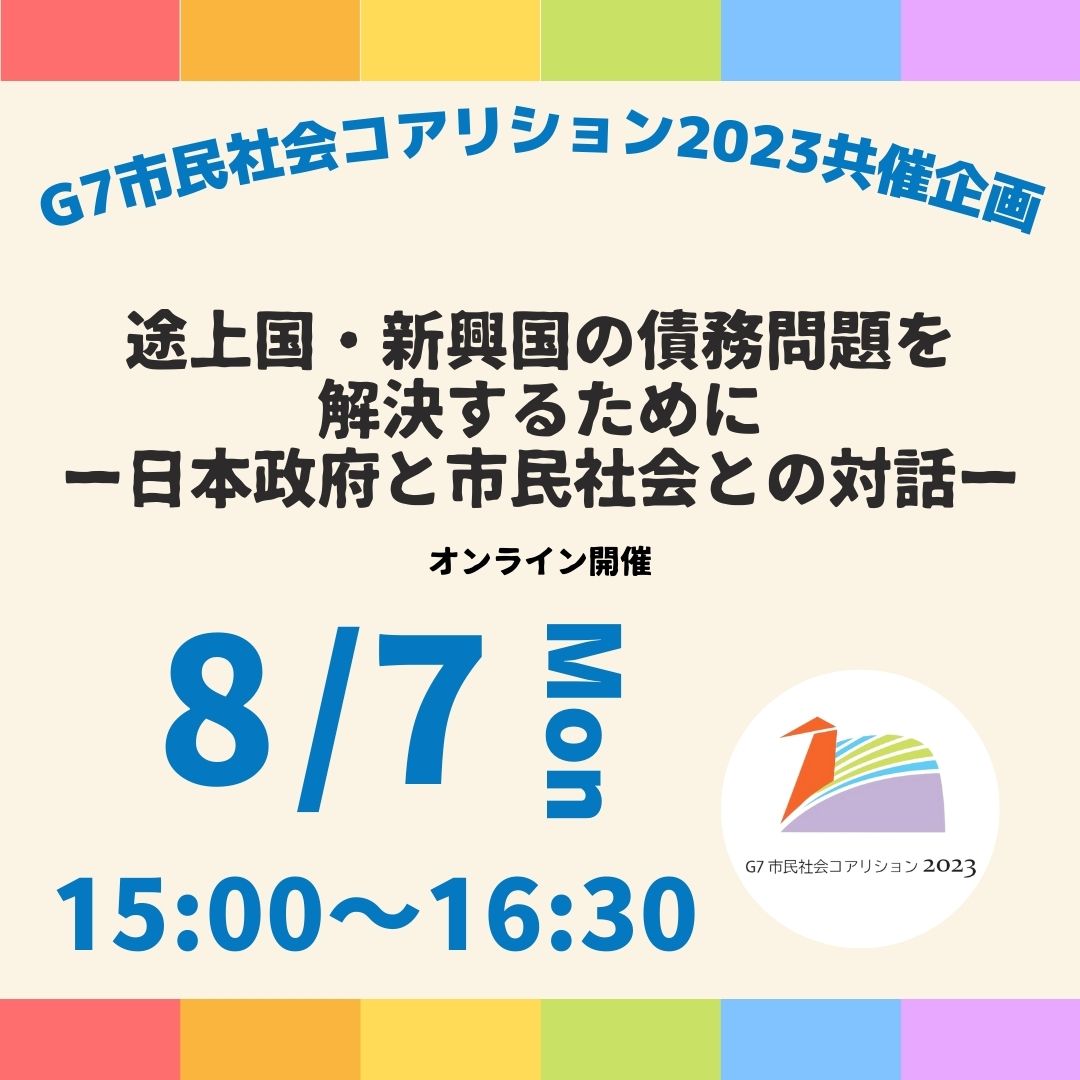 G7市民社会コアリション2023共催企画
途上国・新興国の債務問題を
解決するために
ー日本政府と市民社会との対話ー
オンライン開催
8/7
Mon
15:00〜16:30
G7 市民社会コアリション 2023